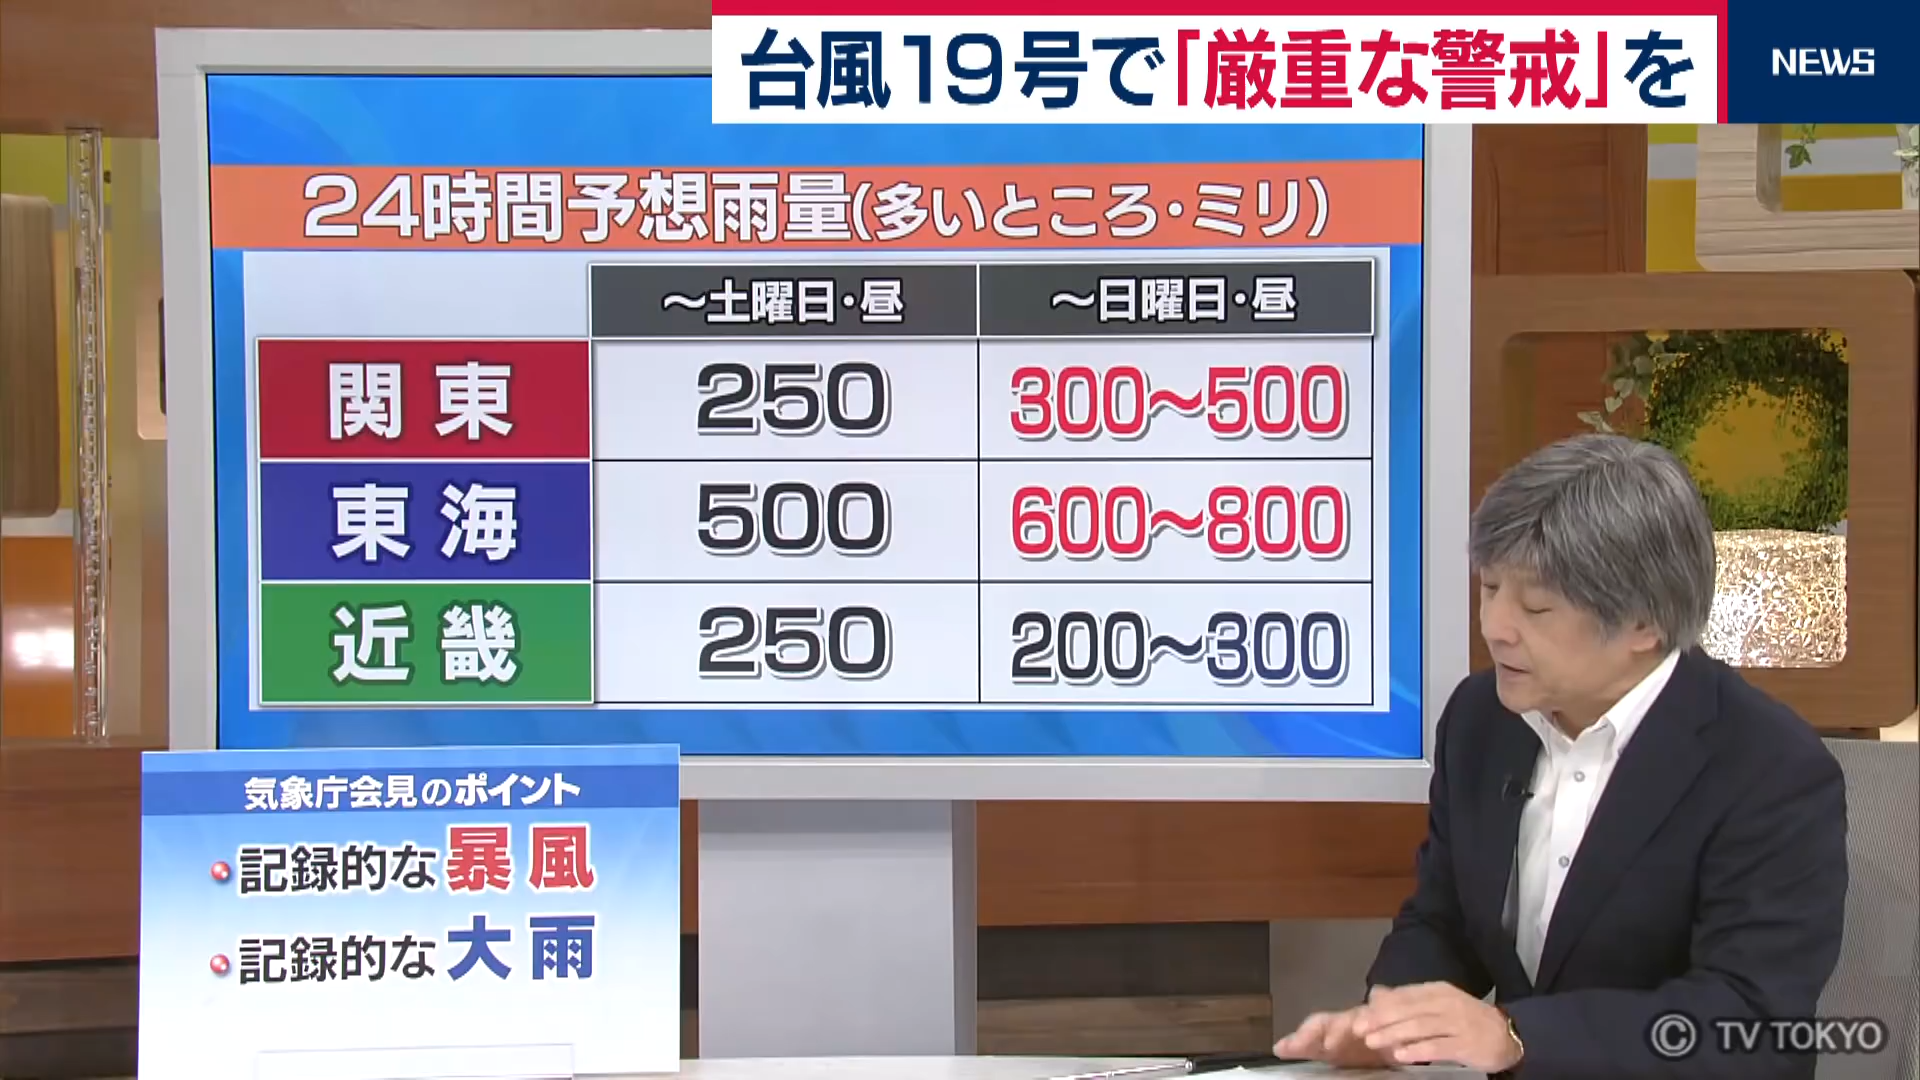 台風19号で「厳重な警戒」を
NEWS
24時間予想雨量(多いところ・ミリ)
～土曜日・昼 ～日曜日・昼
関東 250 300～500
東海 500 600～800
近畿 250 200～300
気象庁会見のポイント
・記録的な暴風
・記録的な大雨
© TV TOKYO